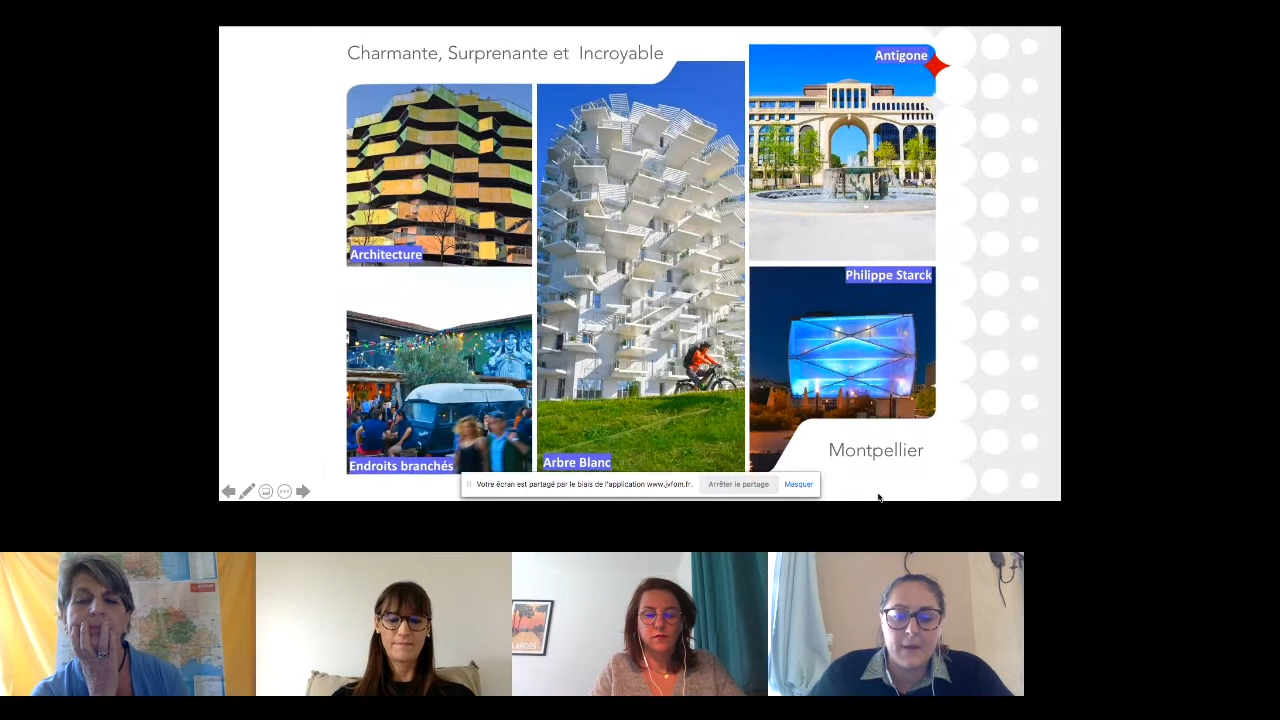 Charmante, Surprenante et Incroyable
Antigone
Architecture
Philippe Starck
Endroits branchés
Arbre Blanc
Montpellier
Votre écran est partagé par le biais de l'application www.jvfom.fr.
Arrêter le partage
Masquer
LANDES